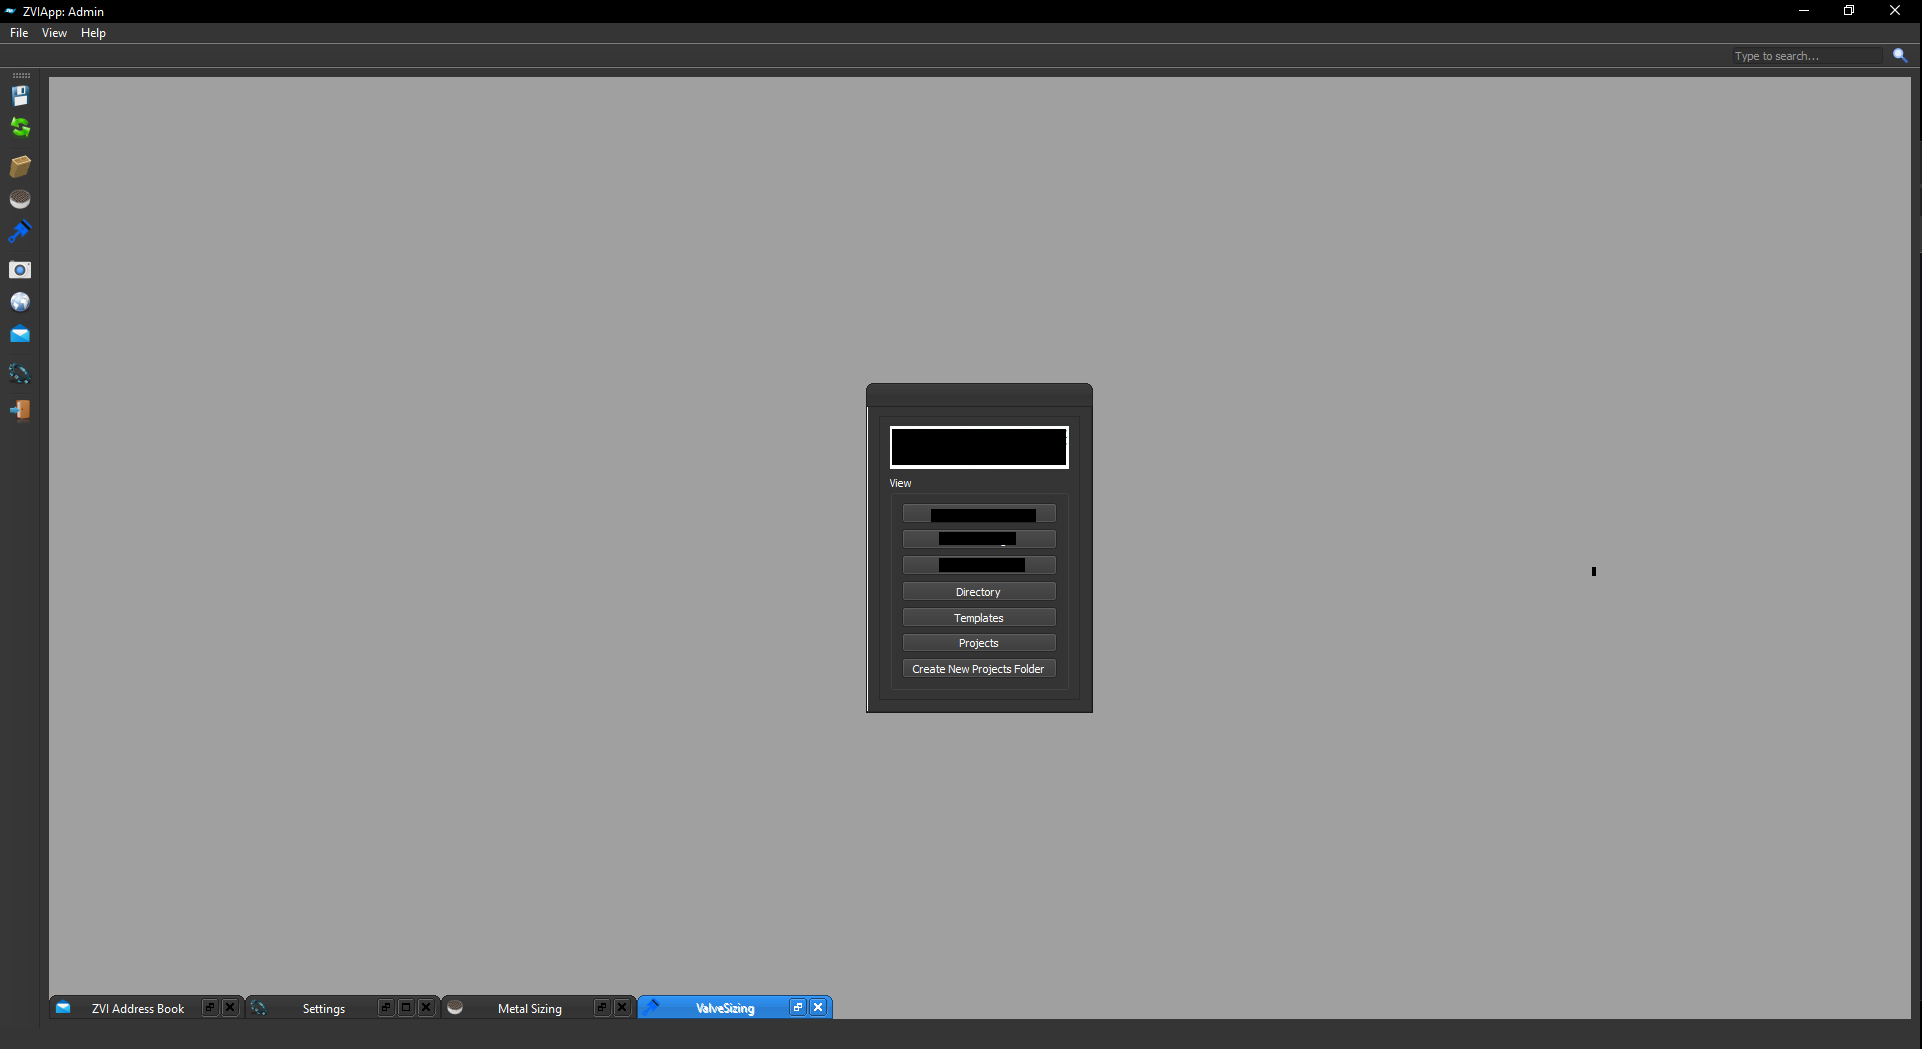 ZVIApp: Admin
File View Help
Type to search...
View
Directory
Templates
Projects
Create New Projects Folder
ZVI Address Book
Settings
Metal Sizing
ValveSizing